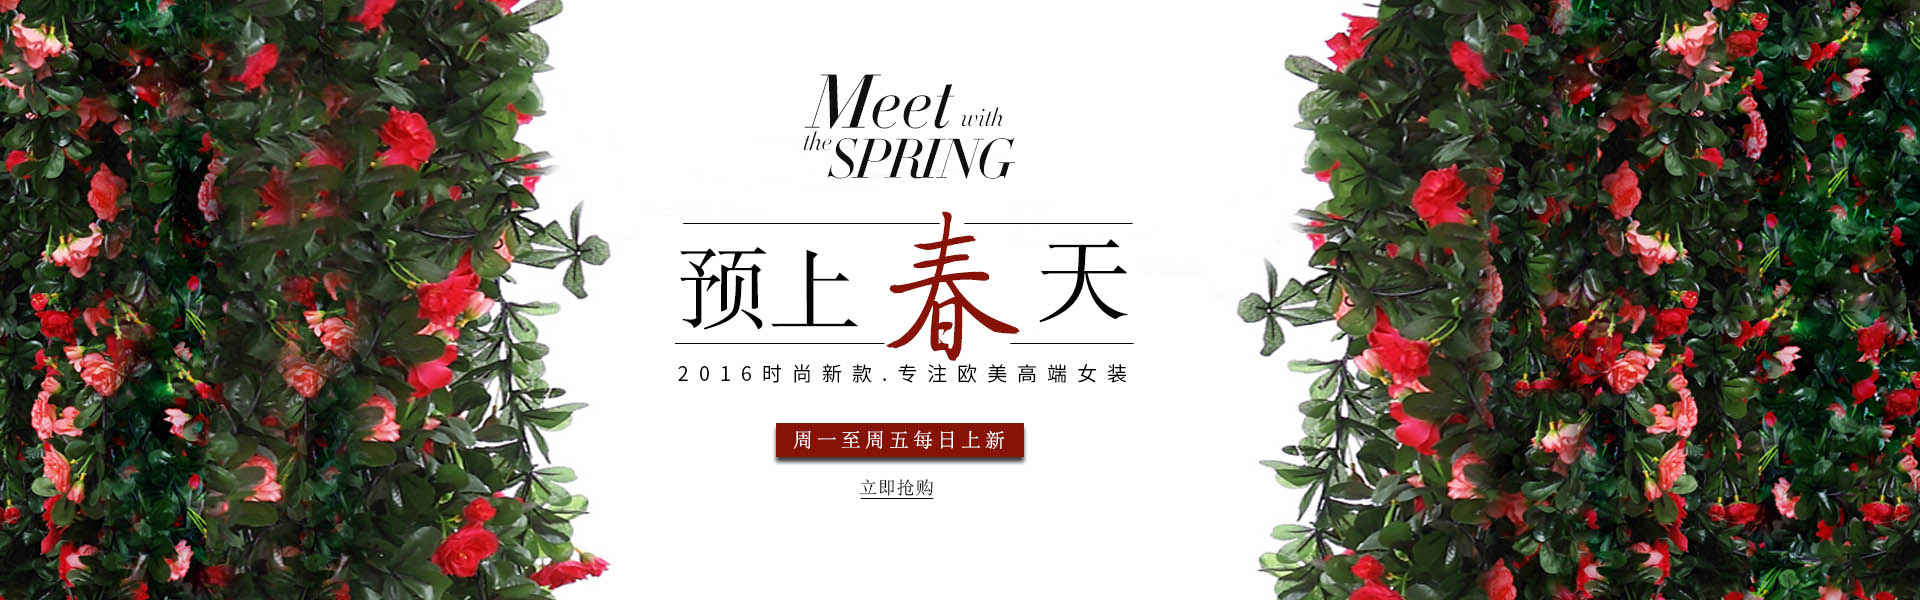 Meet with
the SPRING
预上春天
2016时尚新款.专注欧美高端女装
周一至周五每日上新
立即抢购